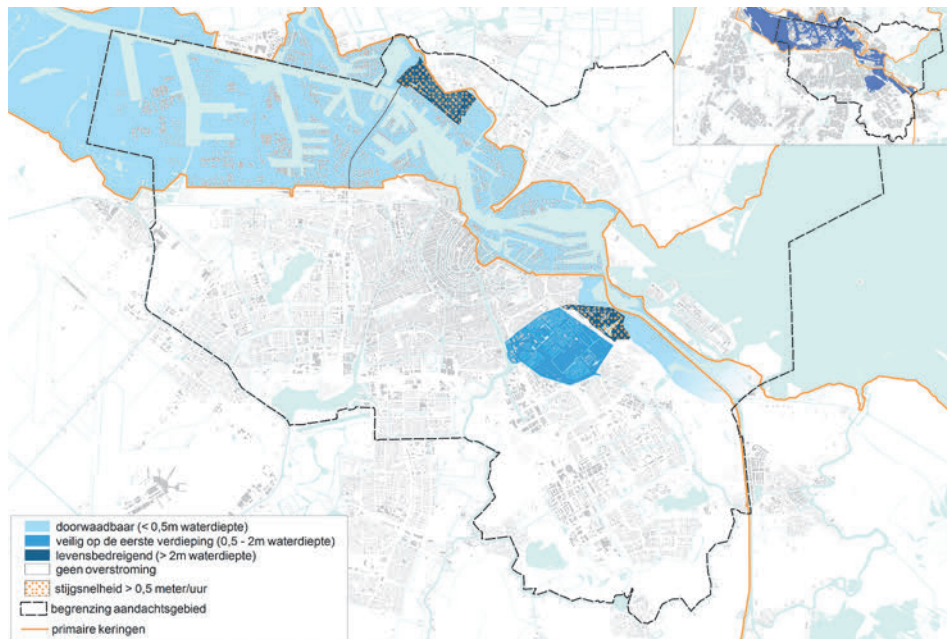 doorwaadbaar (< 0,5m waterdiepte)
veilig op de eerste verdieping (0,5 - 2m waterdiepte)
levensbedreigend (> 2m waterdiepte)
geen overstroming
stijgsnelheid > 0,5 meter/uur
begrenzing aandachtsgebied
primaire keringen